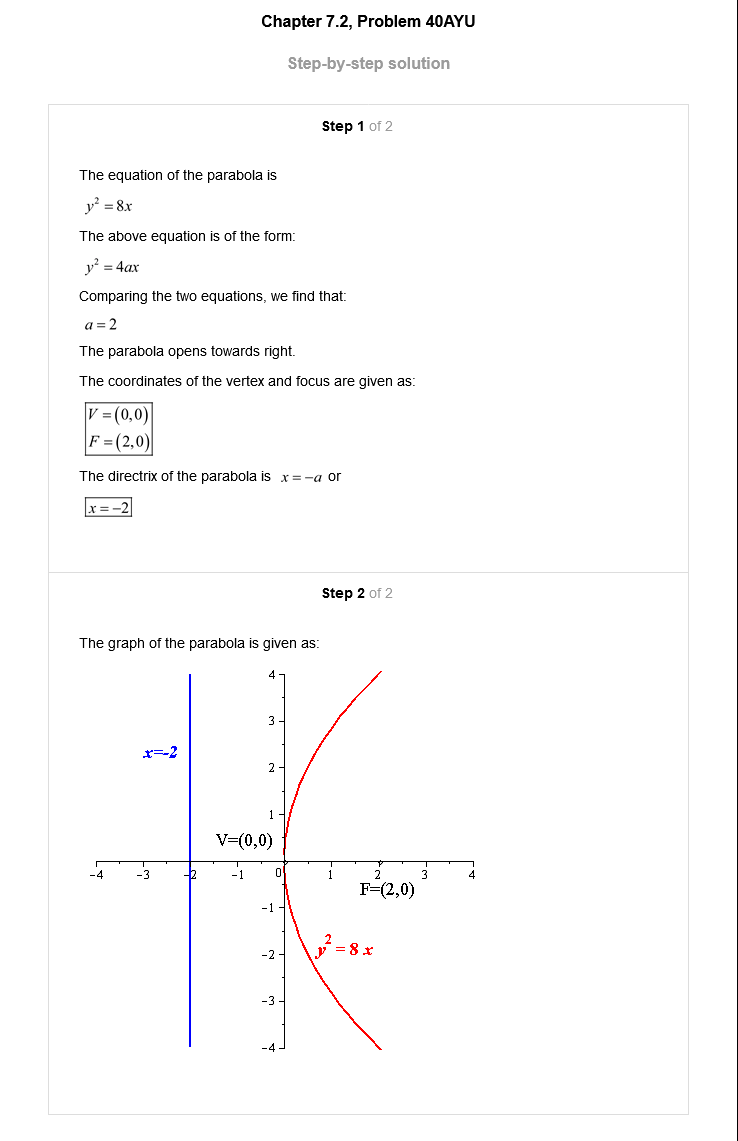 Chapter 7.2, Problem 40AYU
Step-by-step solution
Step 1 of 2
The equation of the parabola is
y² = 8x
The above equation is of the form:
y² = 4ax
Comparing the two equations, we find that:
a = 2
The parabola opens towards right.
The coordinates of the vertex and focus are given as:
V = (0,0)
F = (2,0)
The directrix of the parabola is x = −a or
x = −2
Step 2 of 2
The graph of the parabola is given as:
4
3
x=-2
2
1
V=(0,0)
−4 −3 −2 −1 0 1 2 3 4
F=(2,0)
−1
y² = 8 x
−2
−3
−4